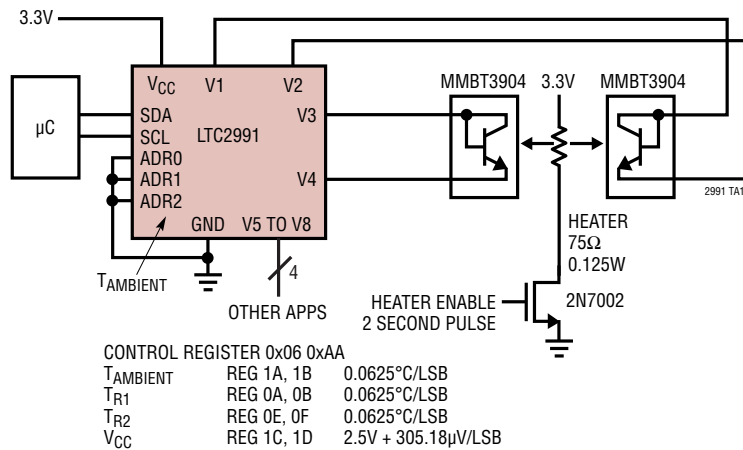 3.3V
VCC V1 V2
MMBT3904 3.3V MMBT3904
µC
SDA
SCL
ADR0
ADR1
ADR2
LTC2991
V3
V4
GND V5 TO V8
TAMBIENT
4
OTHER APPS
2991 TA1
HEATER
75Ω
0.125W
HEATER ENABLE
2 SECOND PULSE
2N7002
CONTROL REGISTER 0x06 0xAA
TAMBIENT REG 1A, 1B 0.0625°C/LSB
TR1 REG 0A, 0B 0.0625°C/LSB
TR2 REG 0E, 0F 0.0625°C/LSB
VCC REG 1C, 1D 2.5V + 305.18µV/LSB